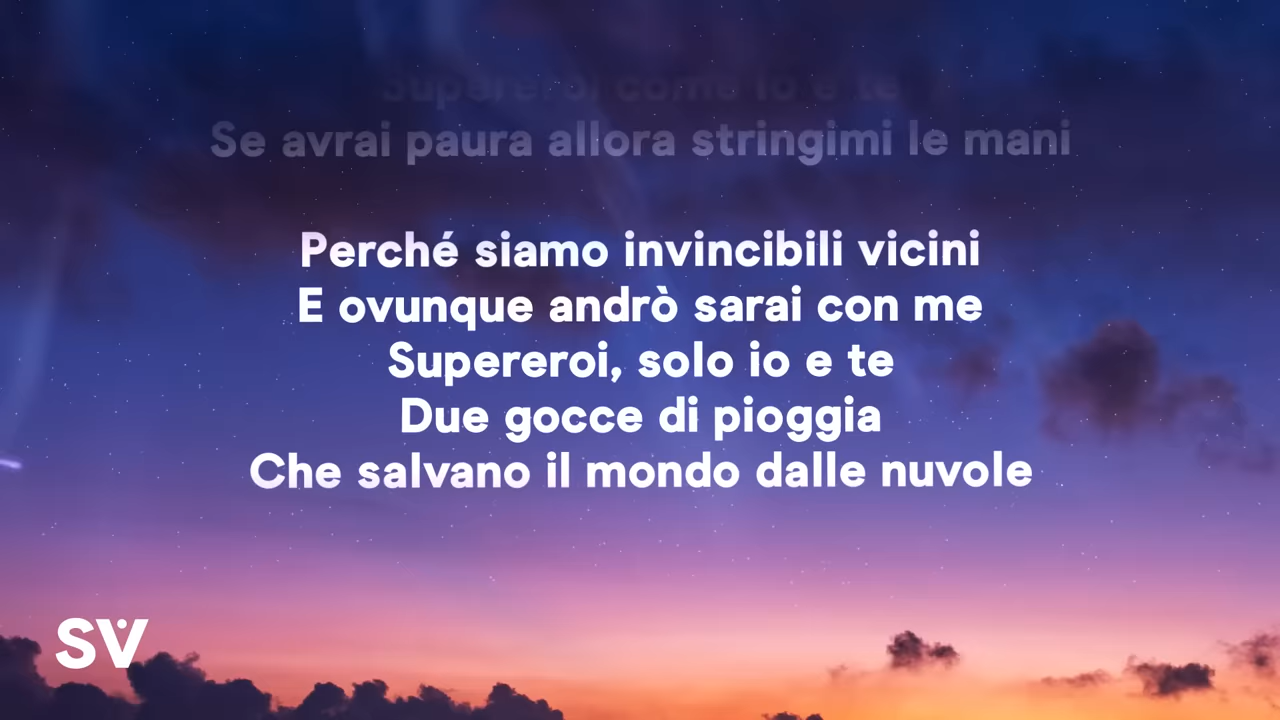 Supereroi come io e te
Se avrai paura allora stringimi le mani
Perché siamo invincibili vicini
E ovunque andrò sarai con me
Supereroi, solo io e te
Due gocce di pioggia
Che salvano il mondo dalle nuvole
SV